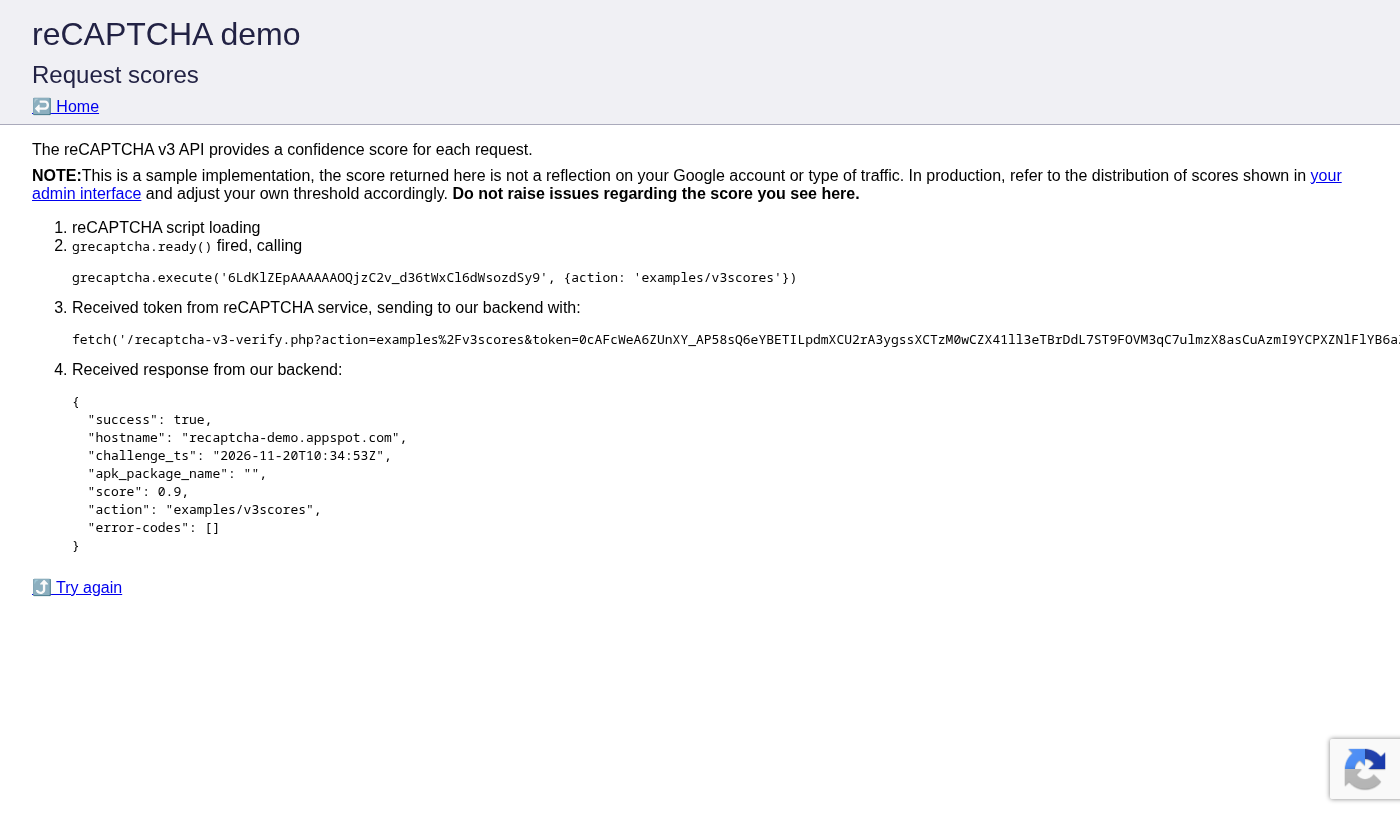 reCAPTCHA demo
Request scores
↩️ Home
The reCAPTCHA v3 API provides a confidence score for each request.
NOTE:This is a sample implementation, the score returned here is not a reflection on your Google account or type of traffic. In production, refer to the distribution of scores shown in your
admin interface and adjust your own threshold accordingly. Do not raise issues regarding the score you see here.
1. reCAPTCHA script loading
2. grecaptcha.ready() fired, calling
grecaptcha.execute('6LdKlZEpAAAAAAOQjzC2v_d36tWxCl6dWsozdSy9', {action: 'examples/v3scores'})
3. Received token from reCAPTCHA service, sending to our backend with:
fetch('/recaptcha-v3-verify.php?action=examples%2Fv3scores&token=0cAFcWeA6ZUnXY_AP58sQ6eYBETILpdmXCU2rA3ygssXCTzM0wCZX41ll3eTBrDdL7ST9FOVM3qC7ulmzX8asCuAzmI9YCPXZNlFlYB6a
4. Received response from our backend:
{
"success": true,
"hostname": "recaptcha-demo.appspot.com",
"challenge_ts": "2026-11-20T10:34:53Z",
"apk_package_name": "",
"score": 0.9,
"action": "examples/v3scores",
"error-codes": []
}
⤴️ Try again